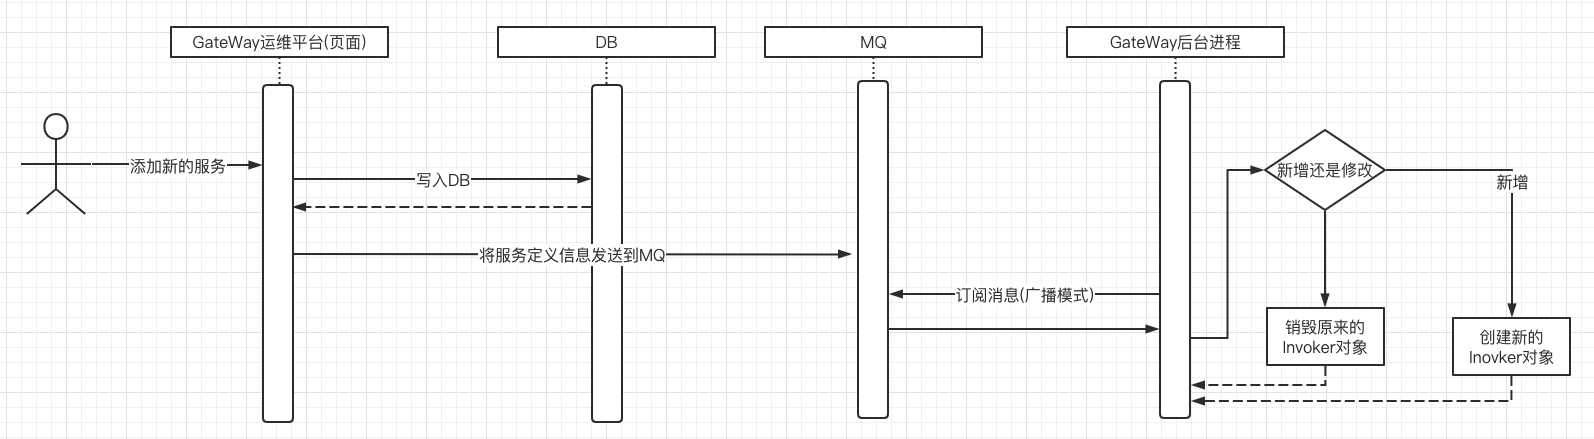 GateWay运维平台(页面)
DB
MQ
GateWay后台进程
添加新的服务
写入DB
将服务定义信息发送到MQ
订阅消息(广播模式)
新增还是修改
新增
销毁原来的
Invoker对象
创建新的
Inovker对象